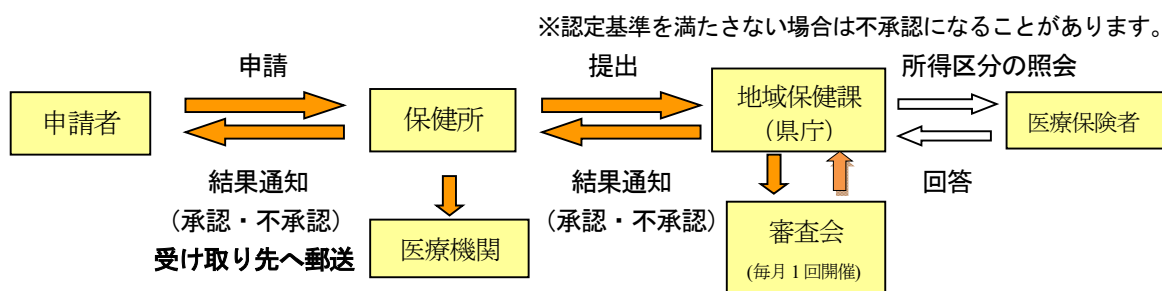 ※認定基準を満たさない場合は不承認になることがあります。
申請
提出
所得区分の照会
申請者
保健所
地域保健課
（県庁）
医療保険者
結果通知
（承認・不承認）
受け取り先へ郵送
結果通知
（承認・不承認）
回答
医療機関
審査会
(毎月１回開催)